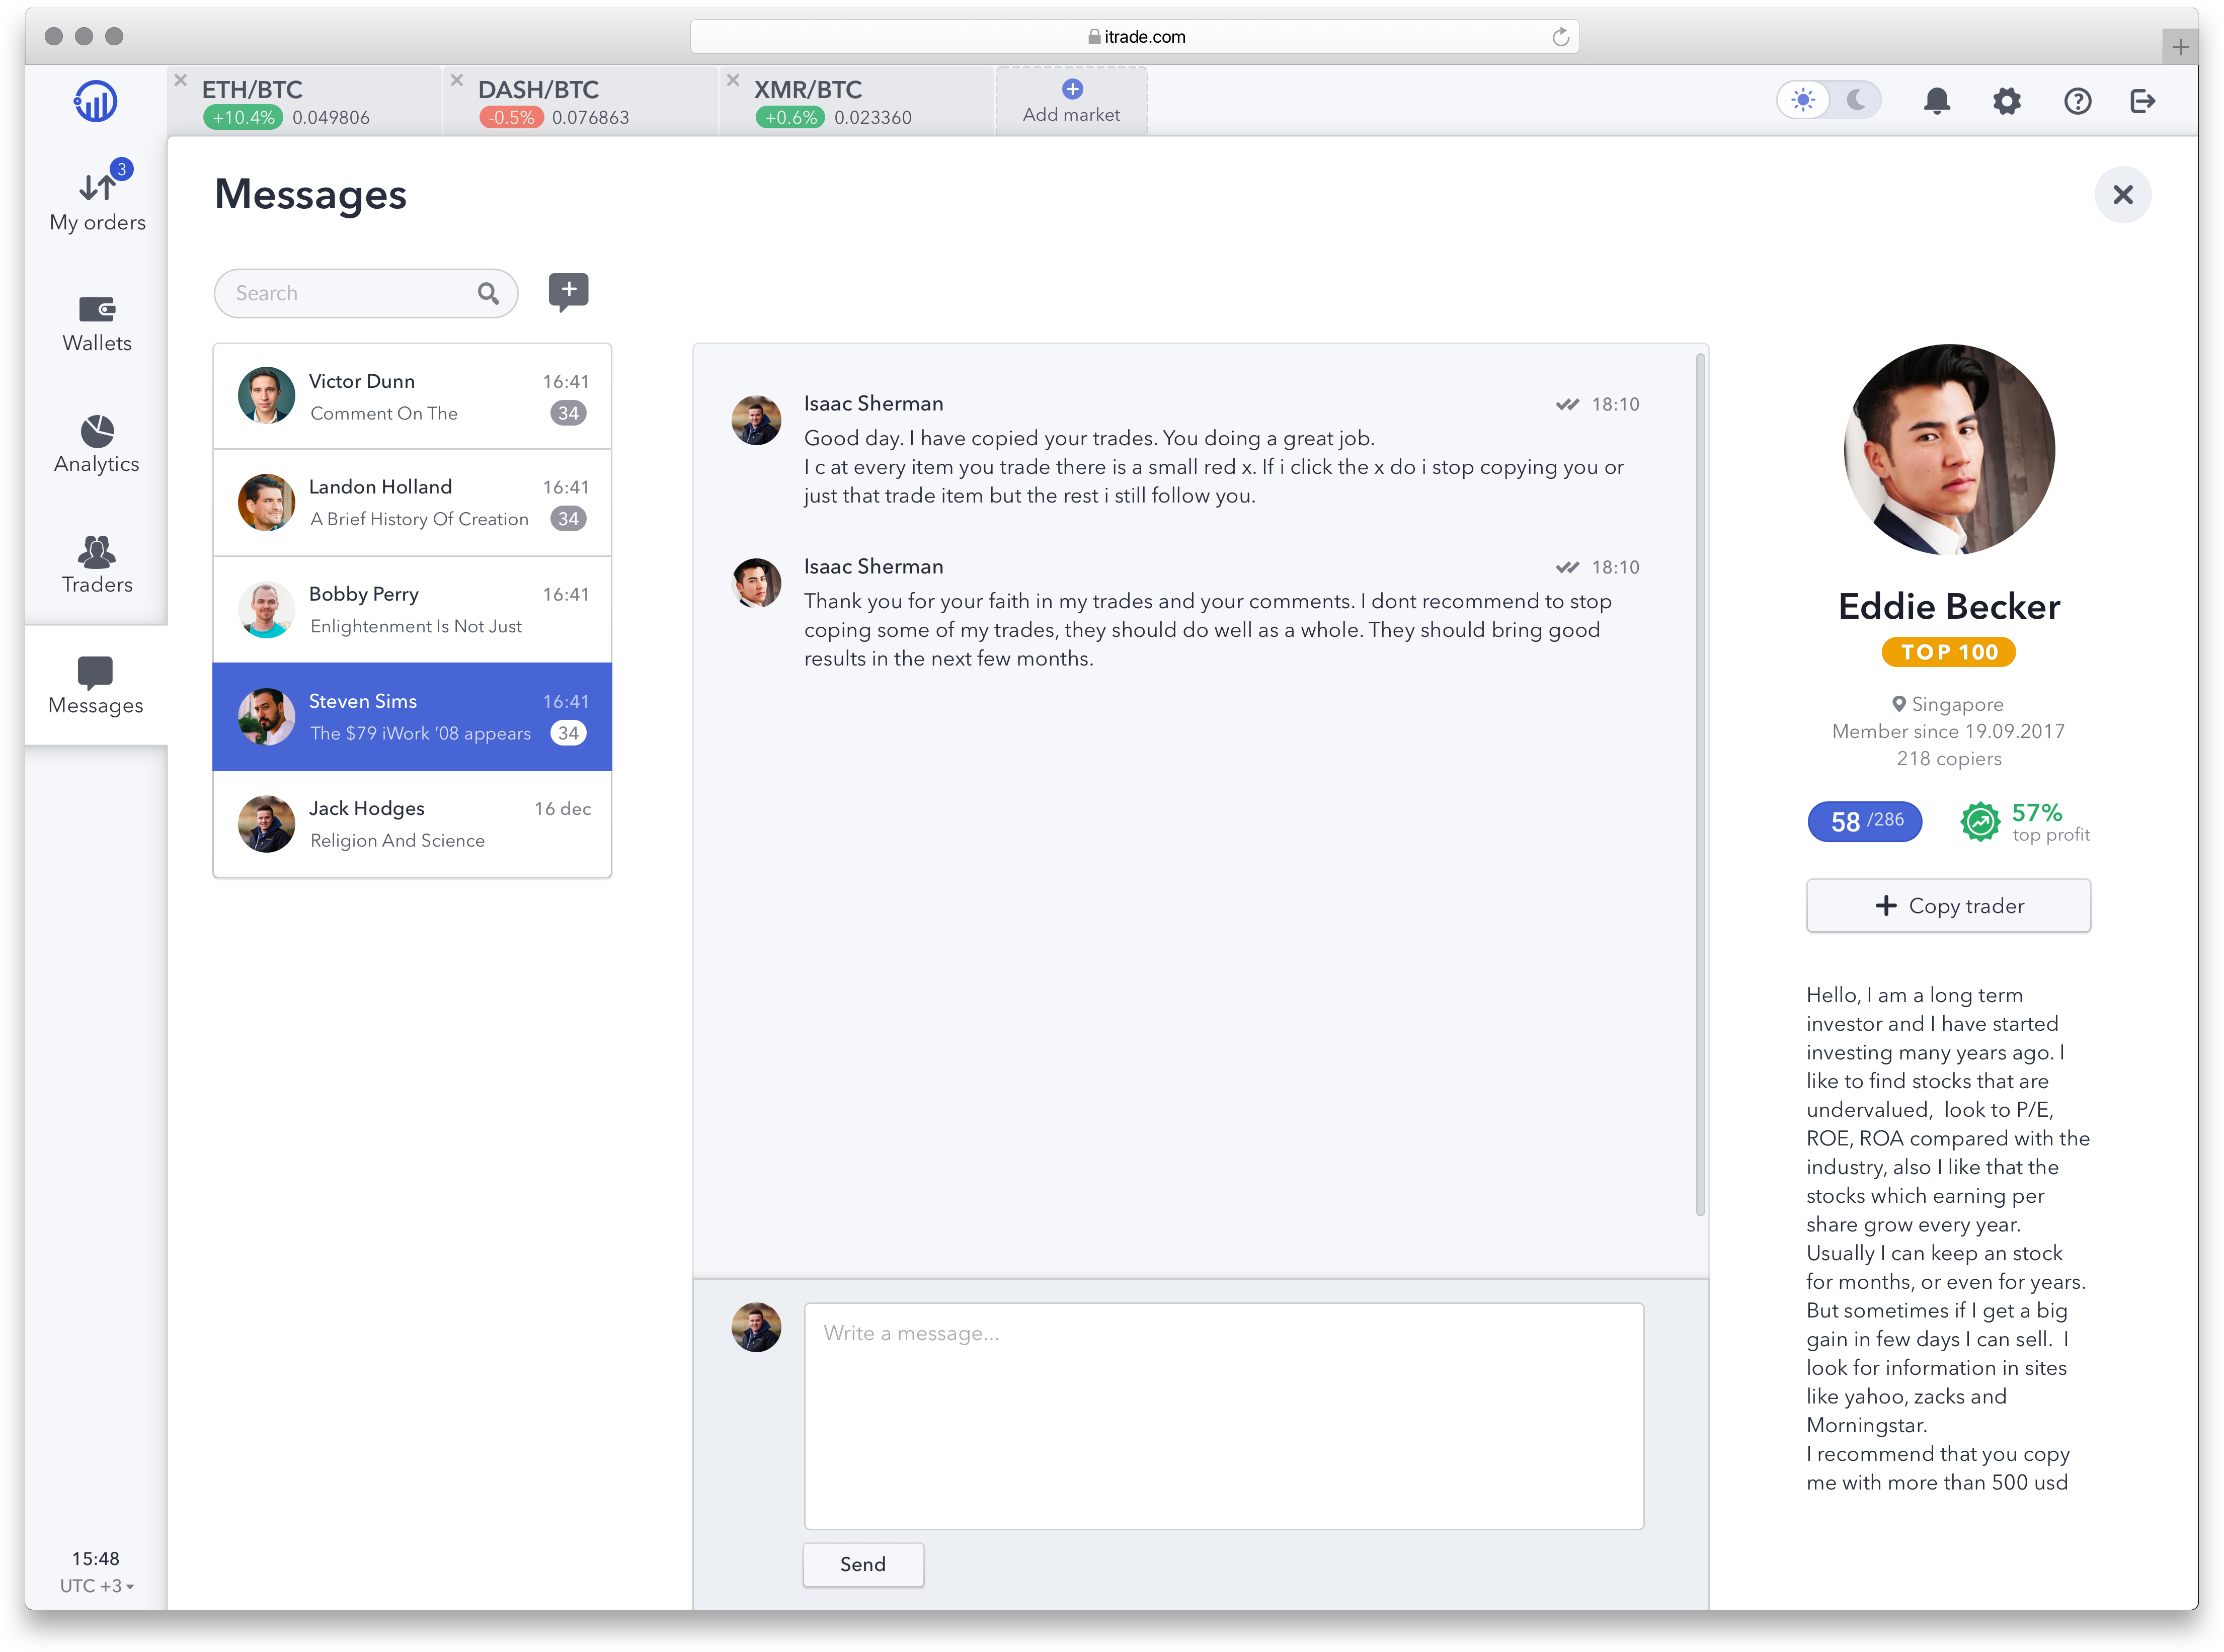 itrade.com
ETH/BTC
+10.4% 0.049806
DASH/BTC
-0.5% 0.076863
XMR/BTC
+0.6% 0.023360
Add market
3
My orders
Wallets
Analytics
Traders
Messages
15:48
UTC +3
Messages
Search
Victor Dunn 16:41
Comment On The 34
Landon Holland 16:41
A Brief History Of Creation 34
Bobby Perry 16:41
Enlightenment Is Not Just
Steven Sims 16:41
The $79 iWork ’08 appears 34
Jack Hodges 16 dec
Religion And Science
Isaac Sherman 18:10
Good day. I have copied your trades. You doing a great job.
I c at every item you trade there is a small red x. If i click the x do i stop copying you or
just that trade item but the rest i still follow you.
Isaac Sherman 18:10
Thank you for your faith in my trades and your comments. I dont recommend to stop
coping some of my trades, they should do well as a whole. They should bring good
results in the next few months.
Write a message...
Send
Eddie Becker
TOP 100
Singapore
Member since 19.09.2017
218 copiers
58 /286
57%
top profit
Copy trader
Hello, I am a long term
investor and I have started
investing many years ago. I
like to find stocks that are
undervalued,  look to P/E,
ROE, ROA compared with the
industry, also I like that the
stocks which earning per
share grow every year.
Usually I can keep an stock
for months, or even for years.
But sometimes if I get a big
gain in few days I can sell.  I
look for information in sites
like yahoo, zacks and
Morningstar.
I recommend that you copy
me with more than 500 usd